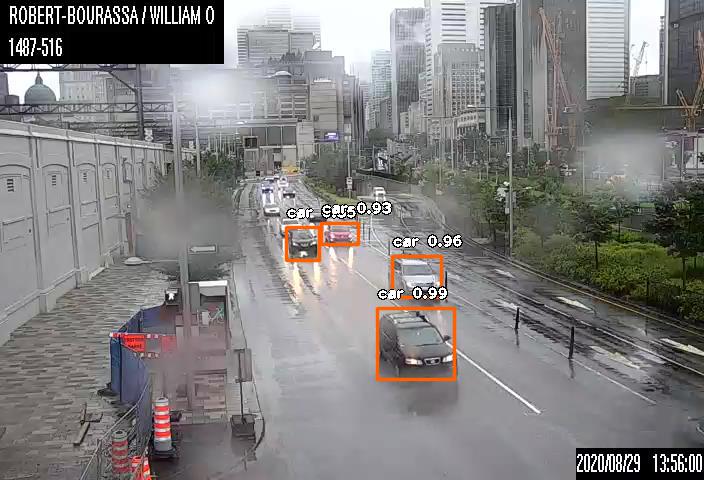 ROBERT-BOURASSA / WILLIAM O
1487-516
car 0.93
car 0.96
car 0.99
2020/08/29 13:56:00